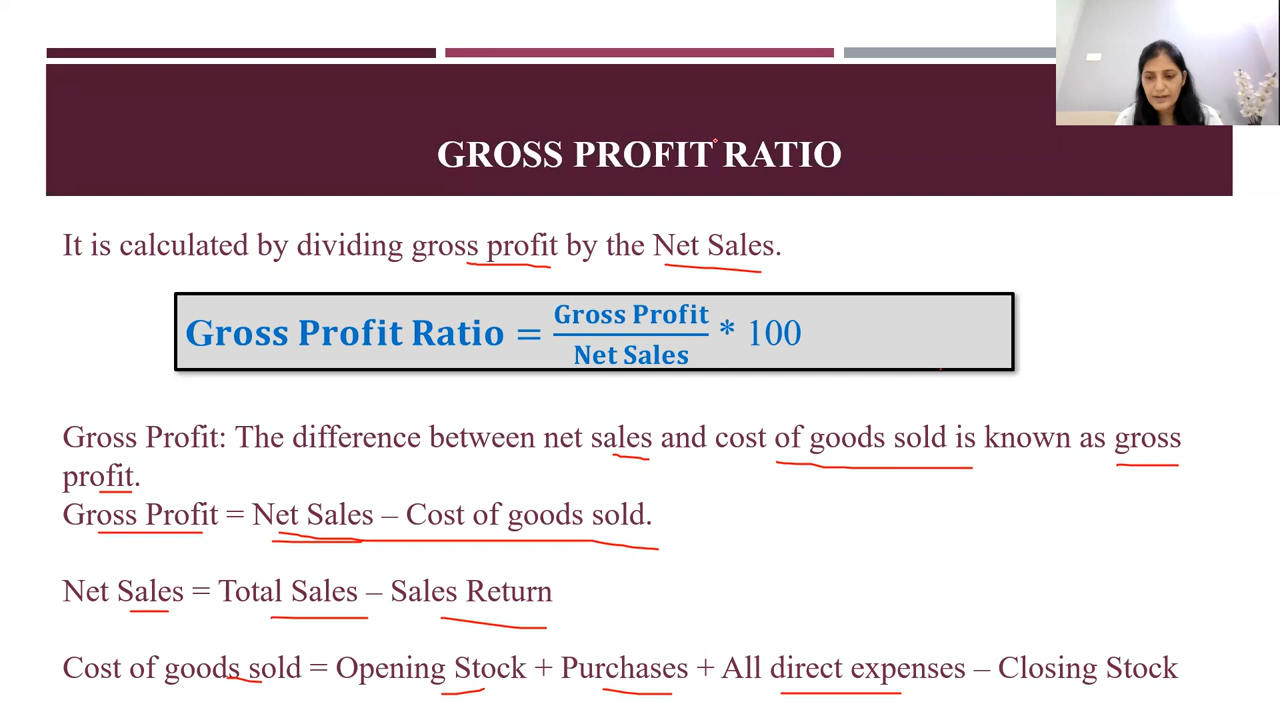 GROSS PROFIT RATIO
It is calculated by dividing gross profit by the Net Sales.
Gross Profit Ratio = Gross Profit / Net Sales * 100
Gross Profit: The difference between net sales and cost of goods sold is known as gross
profit.
Gross Profit = Net Sales – Cost of goods sold.
Net Sales = Total Sales – Sales Return
Cost of goods sold = Opening Stock + Purchases + All direct expenses – Closing Stock